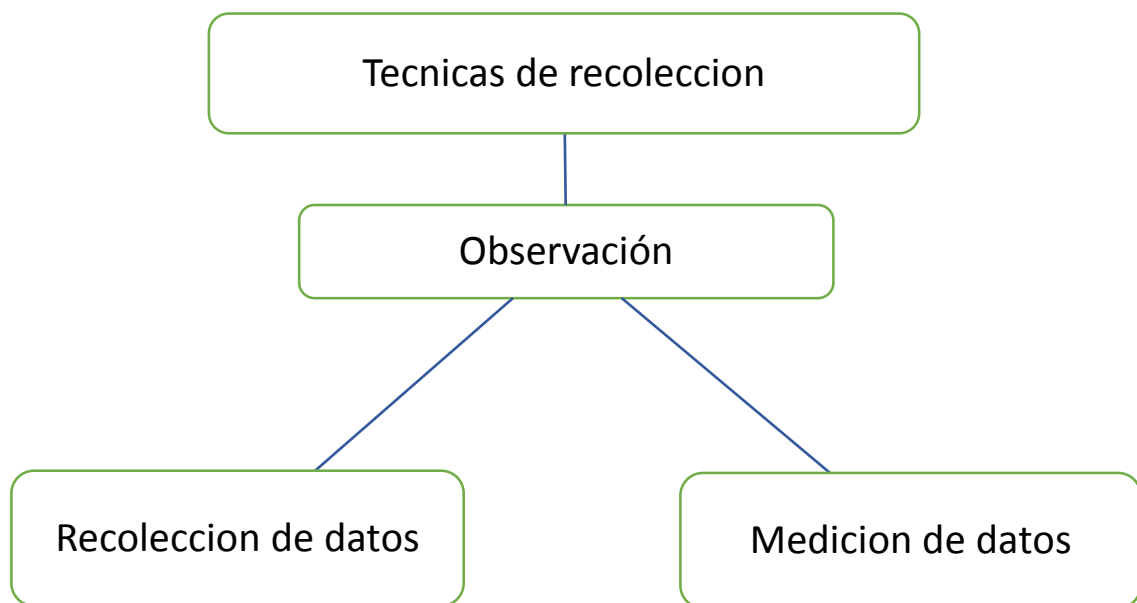 Tecnicas de recoleccion
Observación
Recoleccion de datos
Medicion de datos